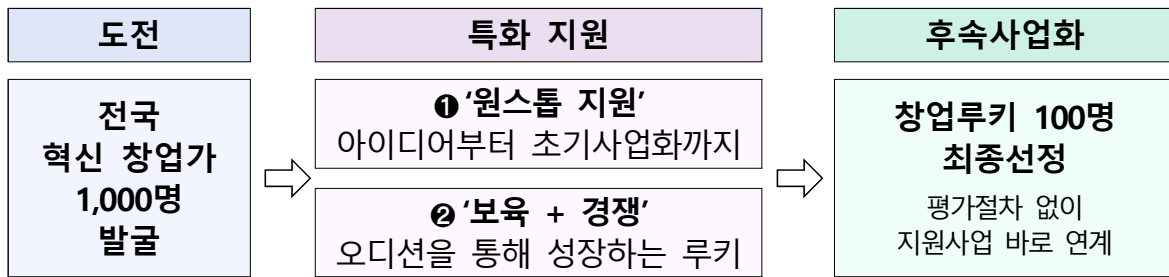 도전
전국
혁신 창업가
1,000명
발굴
특화 지원
❶ ‘원스톱 지원’
아이디어부터 초기사업화까지
❷ ‘보육 + 경쟁’
오디션을 통해 성장하는 루키
후속사업화
창업루키 100명
최종선정
평가절차 없이
지원사업 바로 연계